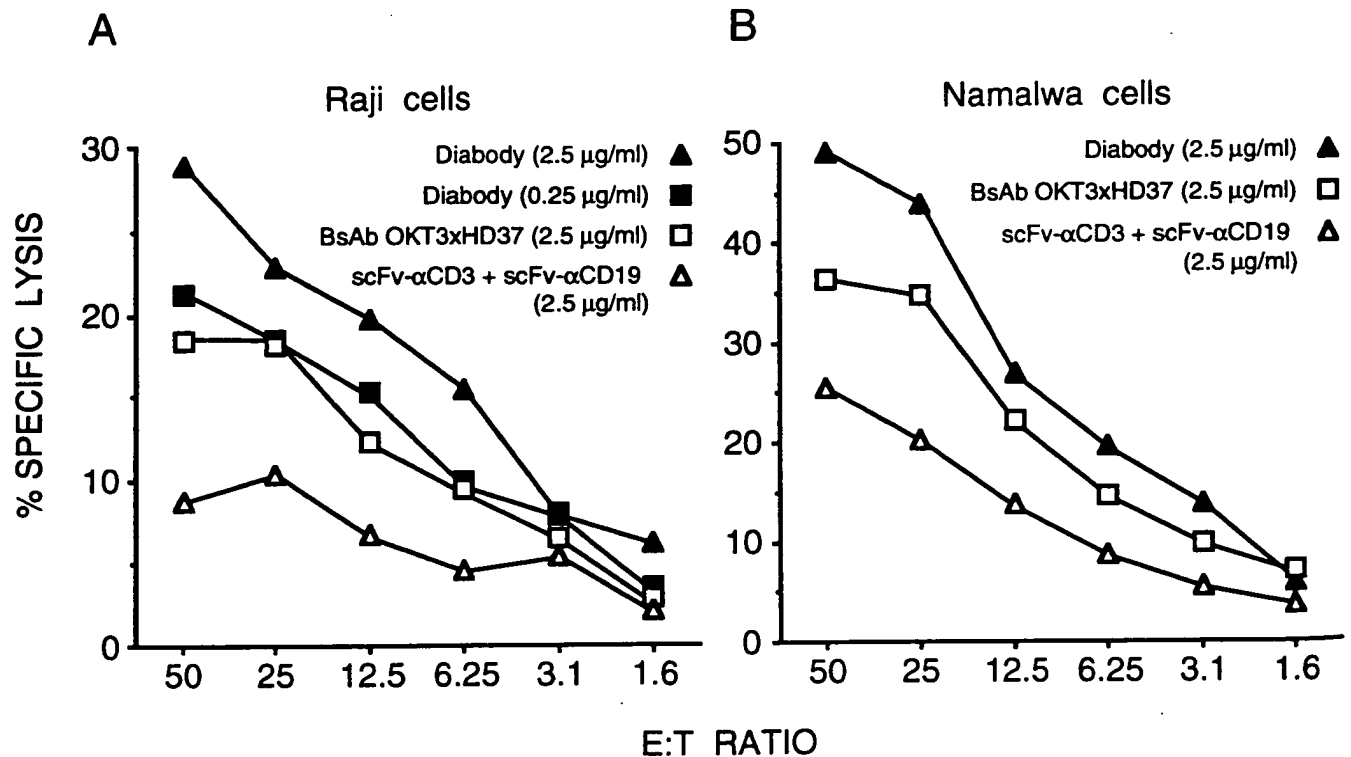 A
Raji cells
Diabody (2.5 µg/ml)
Diabody (0.25 µg/ml)
BsAb OKT3xHD37 (2.5 µg/ml)
scFv-αCD3 + scFv-αCD19
(2.5 µg/ml)
% SPECIFIC LYSIS
30
20
10
0
50 25 12.5 6.25 3.1 1.6
B
Namalwa cells
Diabody (2.5 µg/ml)
BsAb OKT3xHD37 (2.5 µg/ml)
scFv-αCD3 + scFv-αCD19
(2.5 µg/ml)
50
40
30
20
10
0
50 25 12.5 6.25 3.1 1.6
E:T RATIO